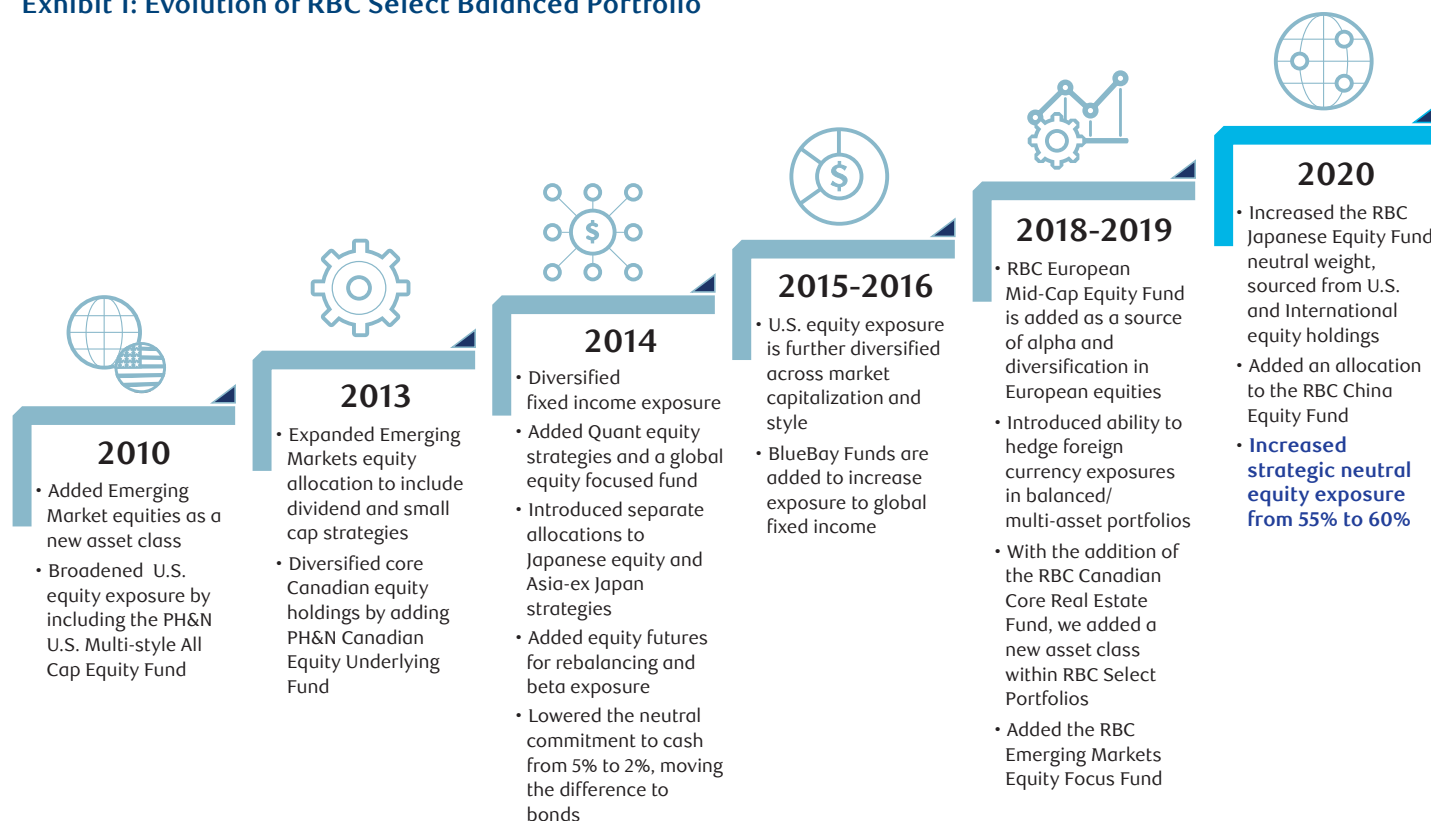 Exhibit 1: Evolution of RBC Select Balanced Portfolio
2010
• Added Emerging
Market equities as a
new asset class
• Broadened U.S.
equity exposure by
including the PH&N
U.S. Multi-style All
Cap Equity Fund
2013
• Expanded Emerging
Markets equity
allocation to include
dividend and small
cap strategies
• Diversified core
Canadian equity
holdings by adding
PH&N Canadian
Equity Underlying
Fund
$
2014
• Diversified
fixed income exposure
• Added Quant equity
strategies and a global
equity focused fund
• Introduced separate
allocations to
Japanese equity and
Asia-ex Japan
strategies
• Added equity futures
for rebalancing and
beta exposure
• Lowered the neutral
commitment to cash
from 5% to 2%, moving
the difference to
bonds
$
2015-2016
• U.S. equity exposure
is further diversified
across market
capitalization and
style
• BlueBay Funds are
added to increase
exposure to global
fixed income
2018-2019
• RBC European
Mid-Cap Equity Fund
is added as a source
of alpha and
diversification in
European equities
• Introduced ability to
hedge foreign
currency exposures
in balanced/
multi-asset portfolios
• With the addition of
the RBC Canadian
Core Real Estate
Fund, we added a
new asset class
within RBC Select
Portfolios
• Added the RBC
Emerging Markets
Equity Focus Fund
2020
• Increased the RBC
Japanese Equity Fund
neutral weight,
sourced from U.S.
and International
equity holdings
• Added an allocation
to the RBC China
Equity Fund
• Increased
strategic neutral
equity exposure
from 55% to 60%